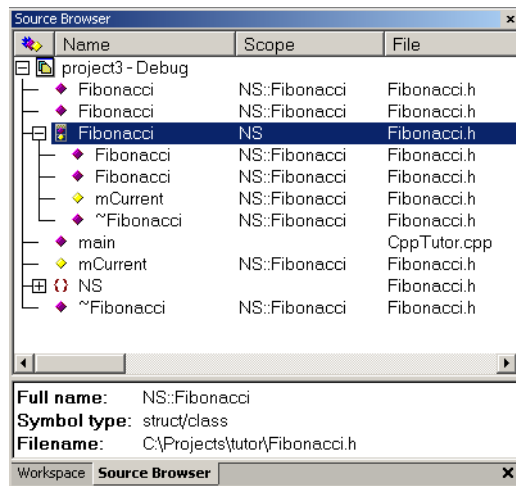 Source Browser
Name Scope File
project3 - Debug
Fibonacci NS::Fibonacci Fibonacci.h
Fibonacci NS::Fibonacci Fibonacci.h
Fibonacci NS Fibonacci.h
Fibonacci NS::Fibonacci Fibonacci.h
Fibonacci NS::Fibonacci Fibonacci.h
mCurrent NS::Fibonacci Fibonacci.h
~Fibonacci NS::Fibonacci Fibonacci.h
main CppTutor.cpp
mCurrent NS::Fibonacci Fibonacci.h
{} NS Fibonacci.h
~Fibonacci NS::Fibonacci Fibonacci.h
Full name: NS::Fibonacci
Symbol type: struct/class
Filename: C:\Projects\tutor\Fibonacci.h
Workspace Source Browser